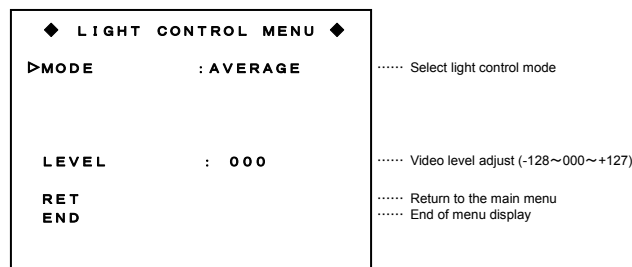 ◆ LIGHT CONTROL MENU ◆
▷MODE :AVERAGE ⋯⋯ Select light control mode
LEVEL : 000 ⋯⋯ Video level adjust (-128～000～+127)
RET ⋯⋯ Return to the main menu
END ⋯⋯ End of menu display